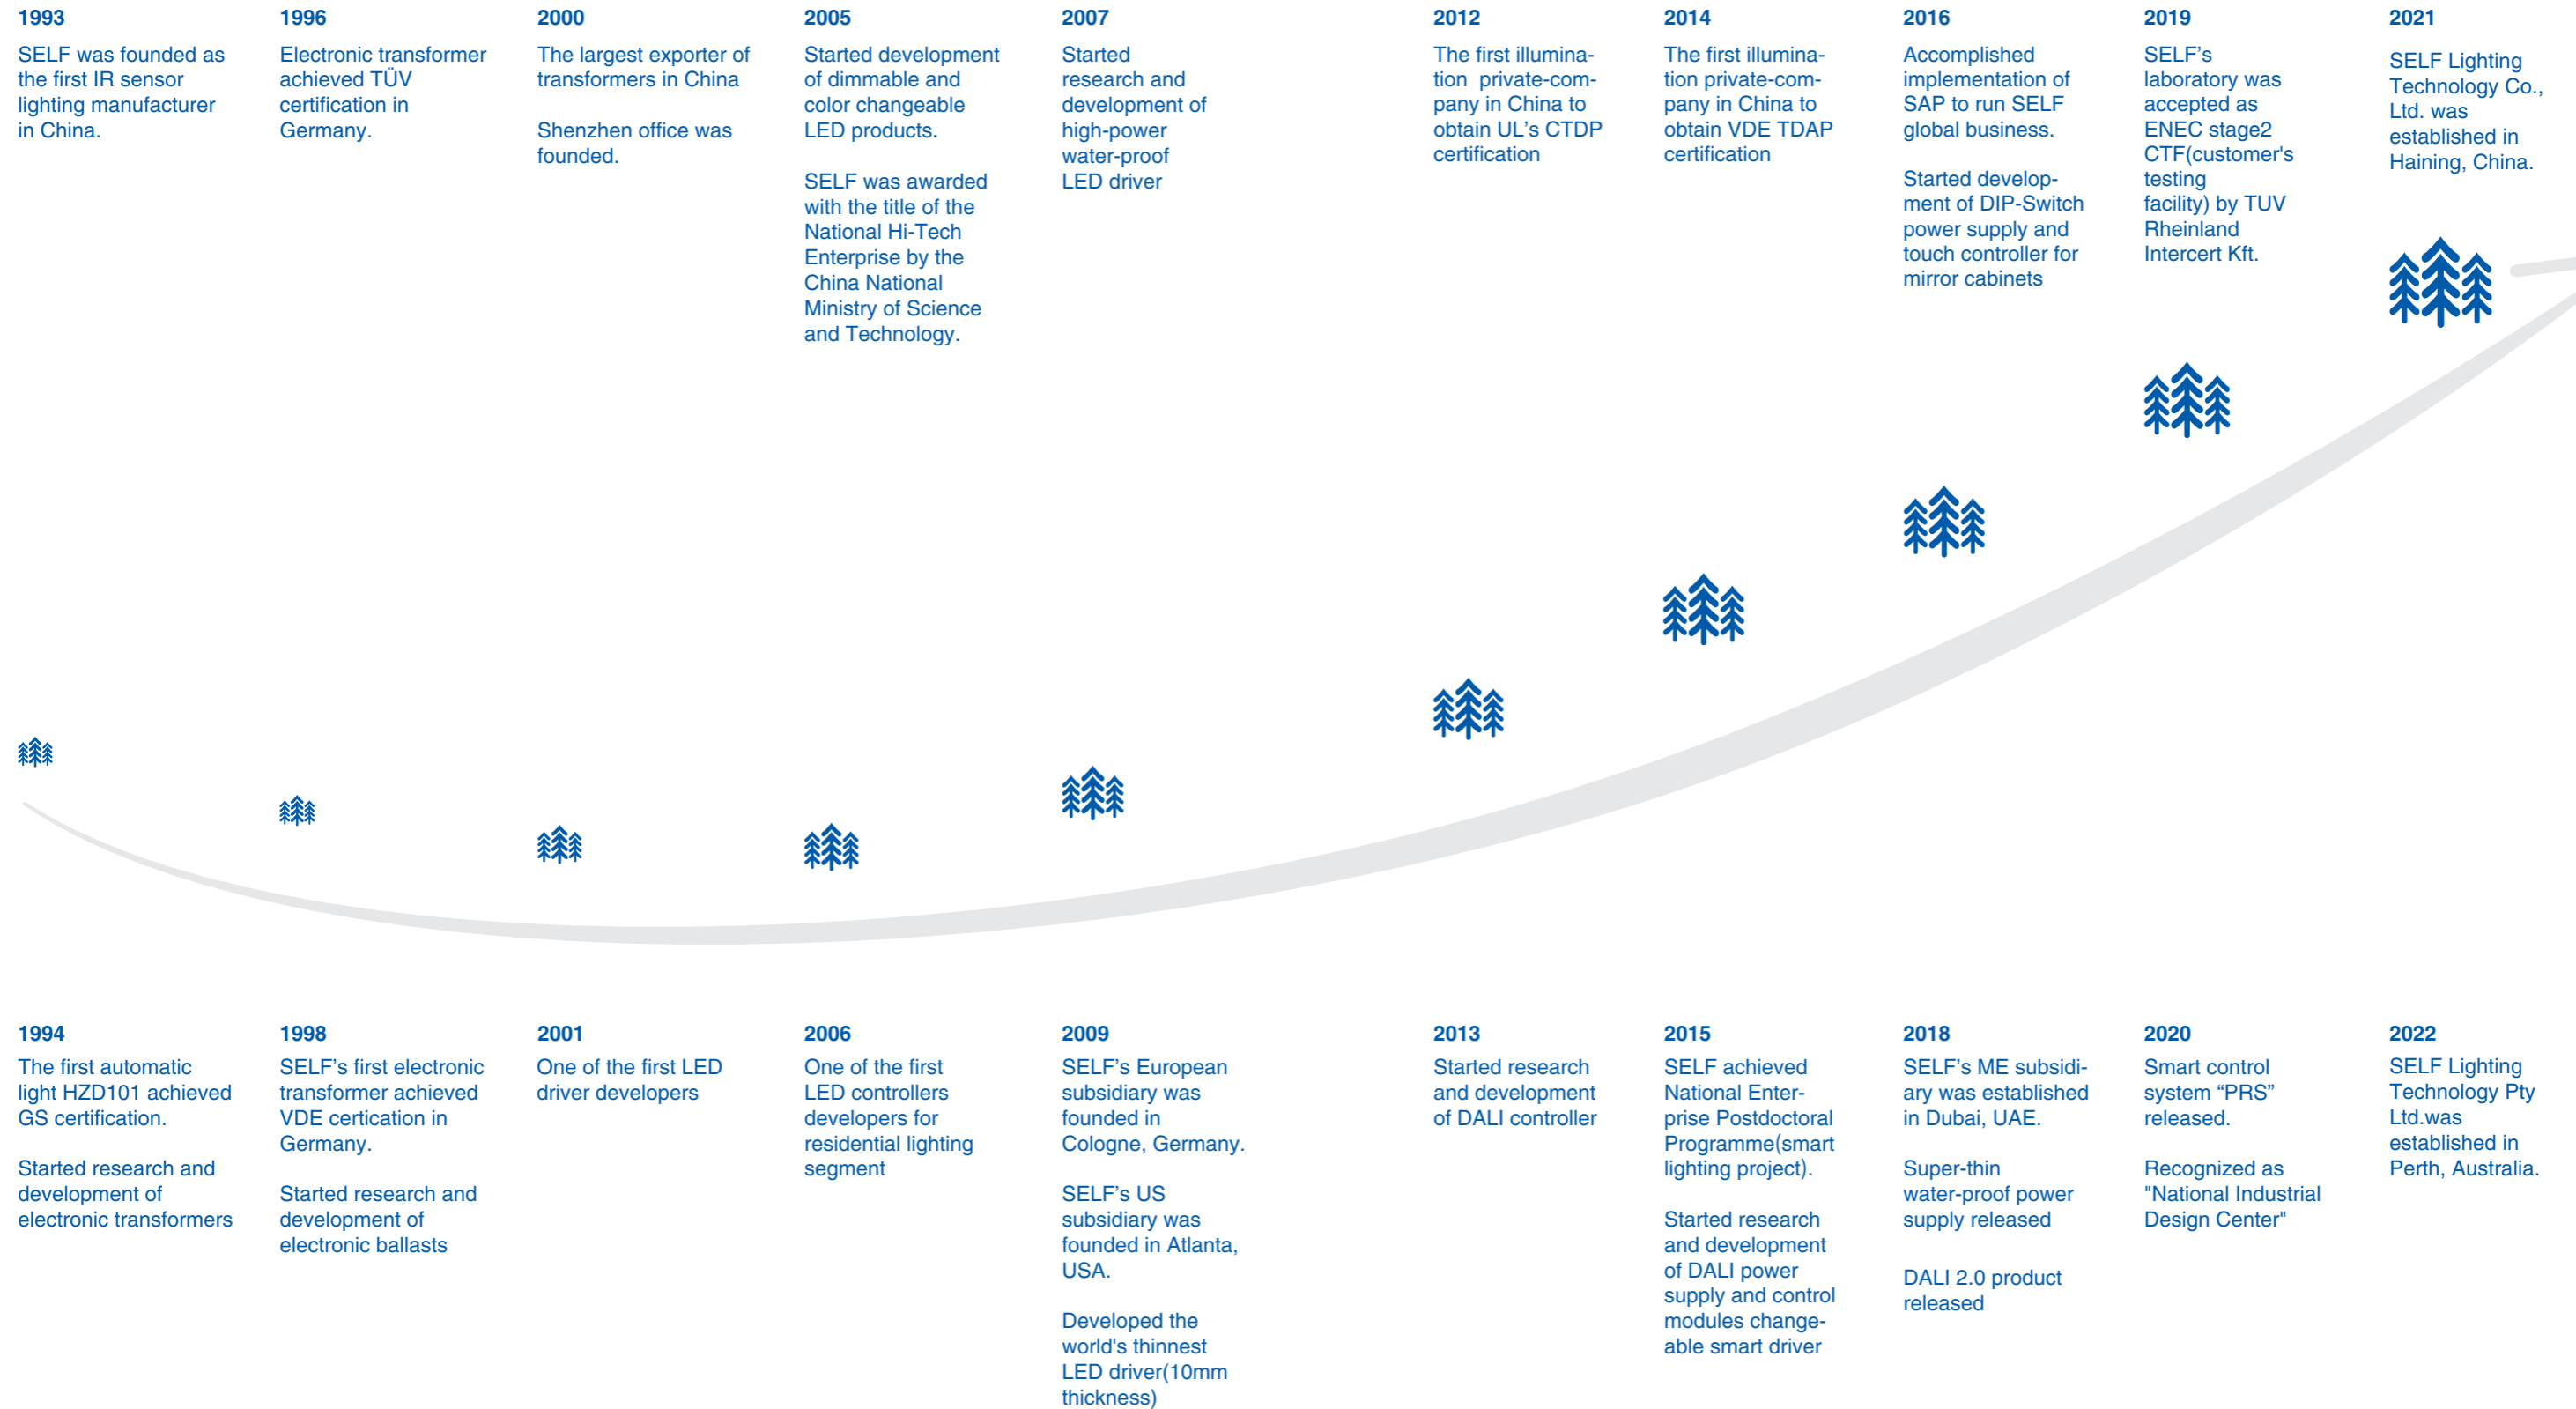 1993
SELF was founded as
the first IR sensor
lighting manufacturer
in China.
1996
Electronic transformer
achieved TÜV
certification in
Germany.
2000
The largest exporter of
transformers in China
Shenzhen office was
founded.
2005
Started development
of dimmable and
color changeable
LED products.
SELF was awarded
with the title of the
National Hi-Tech
Enterprise by the
China National
Ministry of Science
and Technology.
2007
Started
research and
development of
high-power
water-proof
LED driver
2012
The first illumina-
tion  private-com-
pany in China to
obtain UL’s CTDP
certification
2014
The first illumina-
tion private-com-
pany in China to
obtain VDE TDAP
certification
2016
Accomplished
implementation of
SAP to run SELF
global business.
Started develop-
ment of DIP-Switch
power supply and
touch controller for
mirror cabinets
2019
SELF’s
laboratory was
accepted as
ENEC stage2
CTF(customer's
testing
facility) by TUV
Rheinland
Intercert Kft.
2021
SELF Lighting
Technology Co.,
Ltd. was
established in
Haining, China.
1994
The first automatic
light HZD101 achieved
GS certification.
Started research and
development of
electronic transformers
1998
SELF’s first electronic
transformer achieved
VDE certication in
Germany.
Started research and
development of
electronic ballasts
2001
One of the first LED
driver developers
2006
One of the first
LED controllers
developers for
residential lighting
segment
2009
SELF’s European
subsidiary was
founded in
Cologne, Germany.
SELF’s US
subsidiary was
founded in Atlanta,
USA.
Developed the
world's thinnest
LED driver(10mm
thickness)
2013
Started research
and development
of DALI controller
2015
SELF achieved
National Enter-
prise Postdoctoral
Programme(smart
lighting project).
Started research
and development
of DALI power
supply and control
modules change-
able smart driver
2018
SELF’s ME subsidi-
ary was established
in Dubai, UAE.
Super-thin
water-proof power
supply released
DALI 2.0 product
released
2020
Smart control
system “PRS”
released.
Recognized as
"National Industrial
Design Center"
2022
SELF Lighting
Technology Pty
Ltd.was
established in
Perth, Australia.